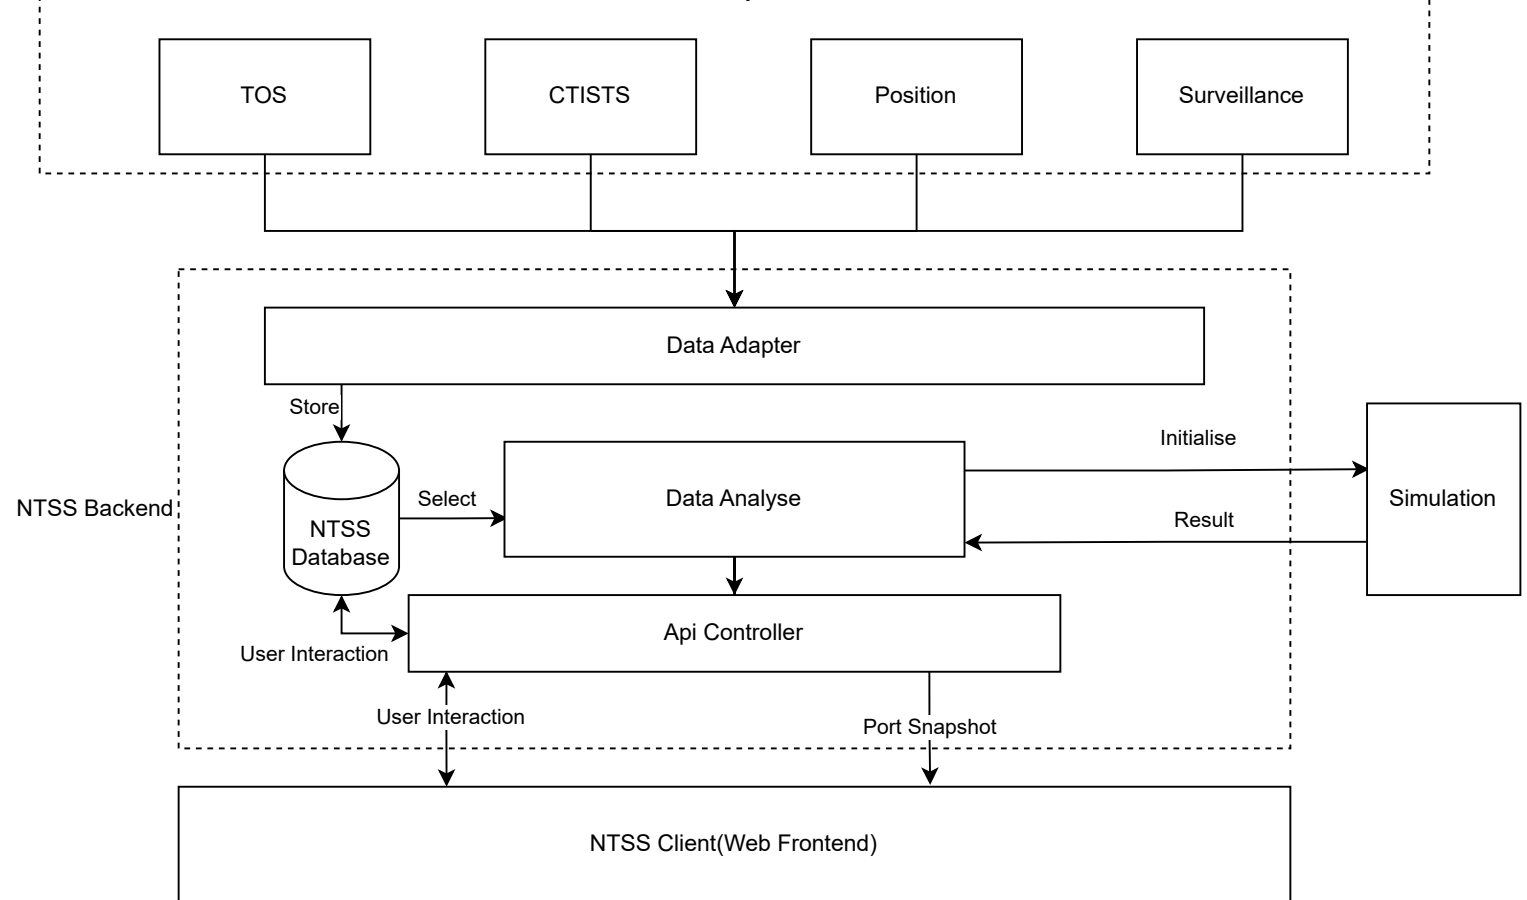 TOS
CTISTS
Position
Surveillance
Data Adapter
Store
Initialise
Select
Data Analyse
Simulation
NTSS Backend
Result
NTSS
Database
Api Controller
User Interaction
User Interaction
Port Snapshot
NTSS Client(Web Frontend)